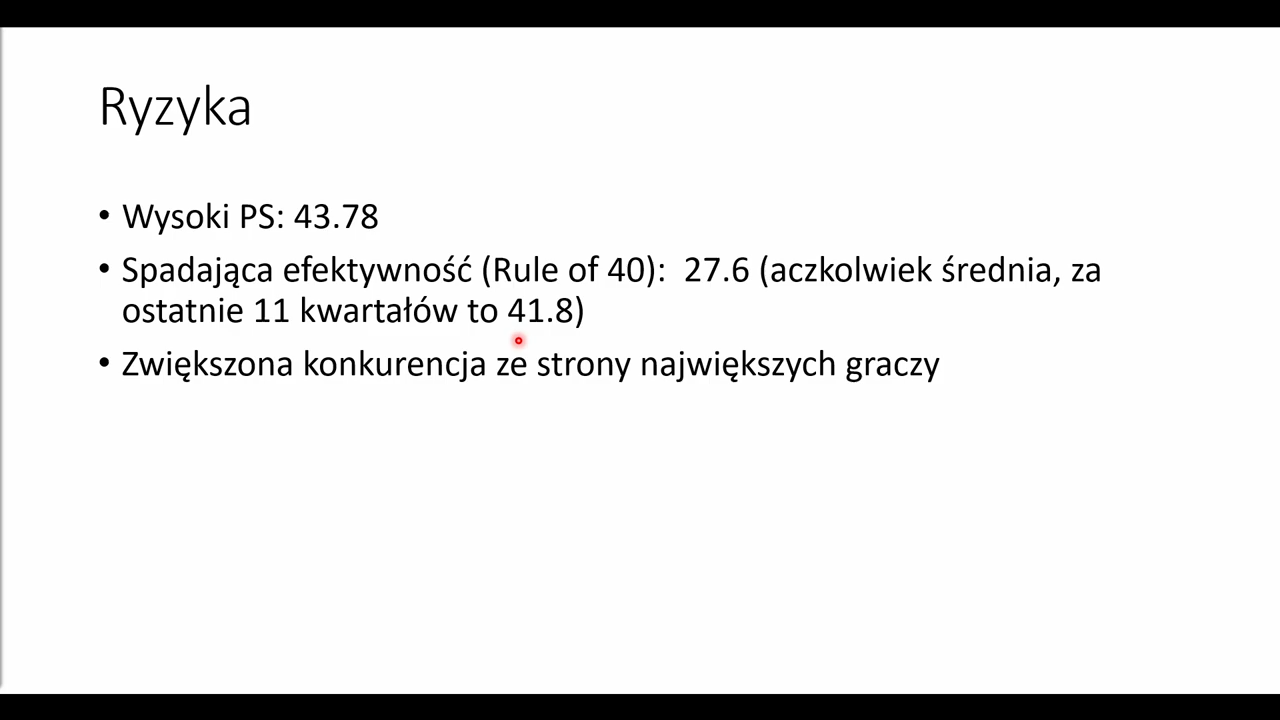 Ryzyka
• Wysoki PS: 43.78
• Spadająca efektywność (Rule of 40): 27.6 (aczkolwiek średnia, za
ostatnie 11 kwartałów to 41.8)
• Zwiększona konkurencja ze strony największych graczy